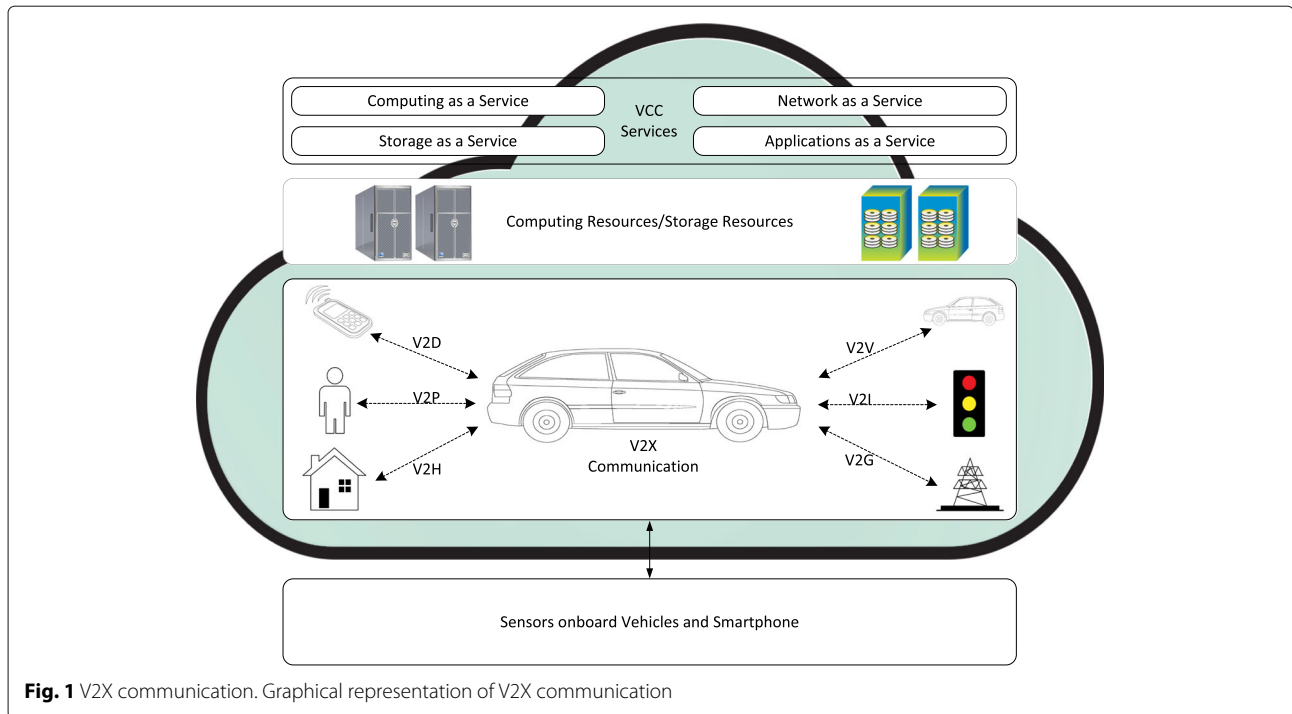 Computing as a Service
Network as a Service
VCC
Services
Storage as a Service
Applications as a Service
Computing Resources/Storage Resources
V2D
V2V
V2P
V2I
V2H
V2G
V2X
Communication
Sensors onboard Vehicles and Smartphone
Fig. 1 V2X communication. Graphical representation of V2X communication